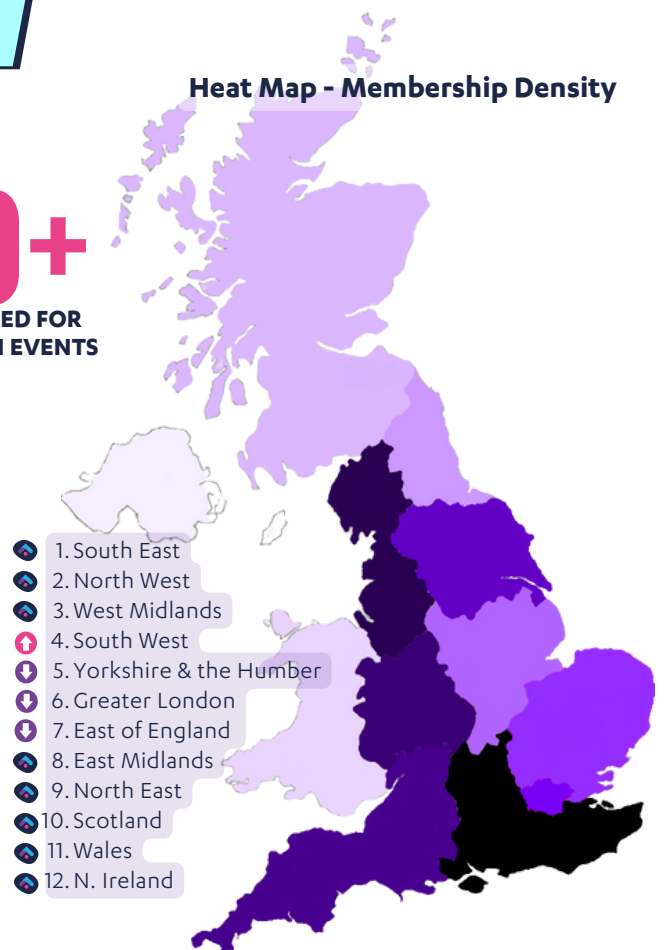 Heat Map - Membership Density
+
ED FOR
EVENTS
1. South East
2. North West
3. West Midlands
4. South West
5. Yorkshire & the Humber
6. Greater London
7. East of England
8. East Midlands
9. North East
10. Scotland
11. Wales
12. N. Ireland